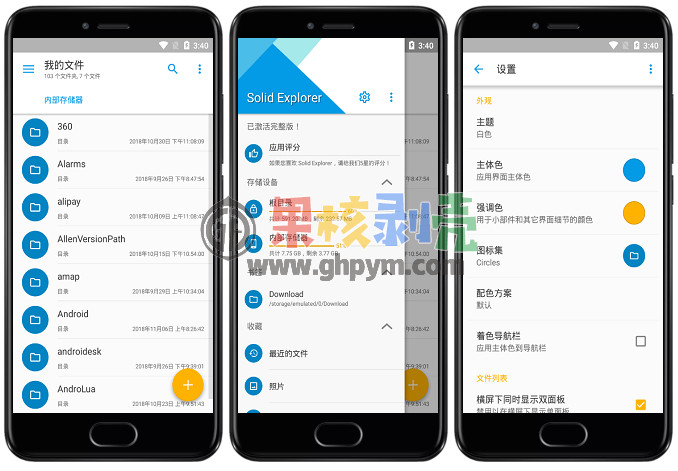 3:40
我的文件
103 个文件夹, 7 个文件
内部存储器
360
目录
2018年10月30日 下午11:08:09
Alarms
目录
2018年9月26日 下午8:47:54
alipay
目录
2018年10月09日 上午11:08:47
AllenVersionPath
目录
2018年10月15日 下午10:54:00
amap
目录
2018年9月29日 上午10:34:04
Android
目录
2018年11月06日 上午8:26:42
androidesk
目录
2018年9月26日 上午9:39:01
AndroLua
目录
2018年10月23日 下午9:51:43
3:40
Solid Explorer
已激活完整版！
应用评分
如果您喜欢 Solid Explorer，请给我们5星的评分！
存储设备
根目录
内部存储器
共计 7.75 GB, 剩余 3.77 GB
书签
Download
/storage/emulated/0/Download
收藏
最近的文件
照片
果核剥壳
www.ghpym.com
3:40
设置
外观
主题
白色
主体色
应用界面主体色
强调色
用于小部件和其它界面细节的颜色
图标集
Circles
配色方案
默认
着色导航栏
应用主体色到导航栏
文件列表
横屏下同时显示双面板
禁用以在横屏下显示单面板